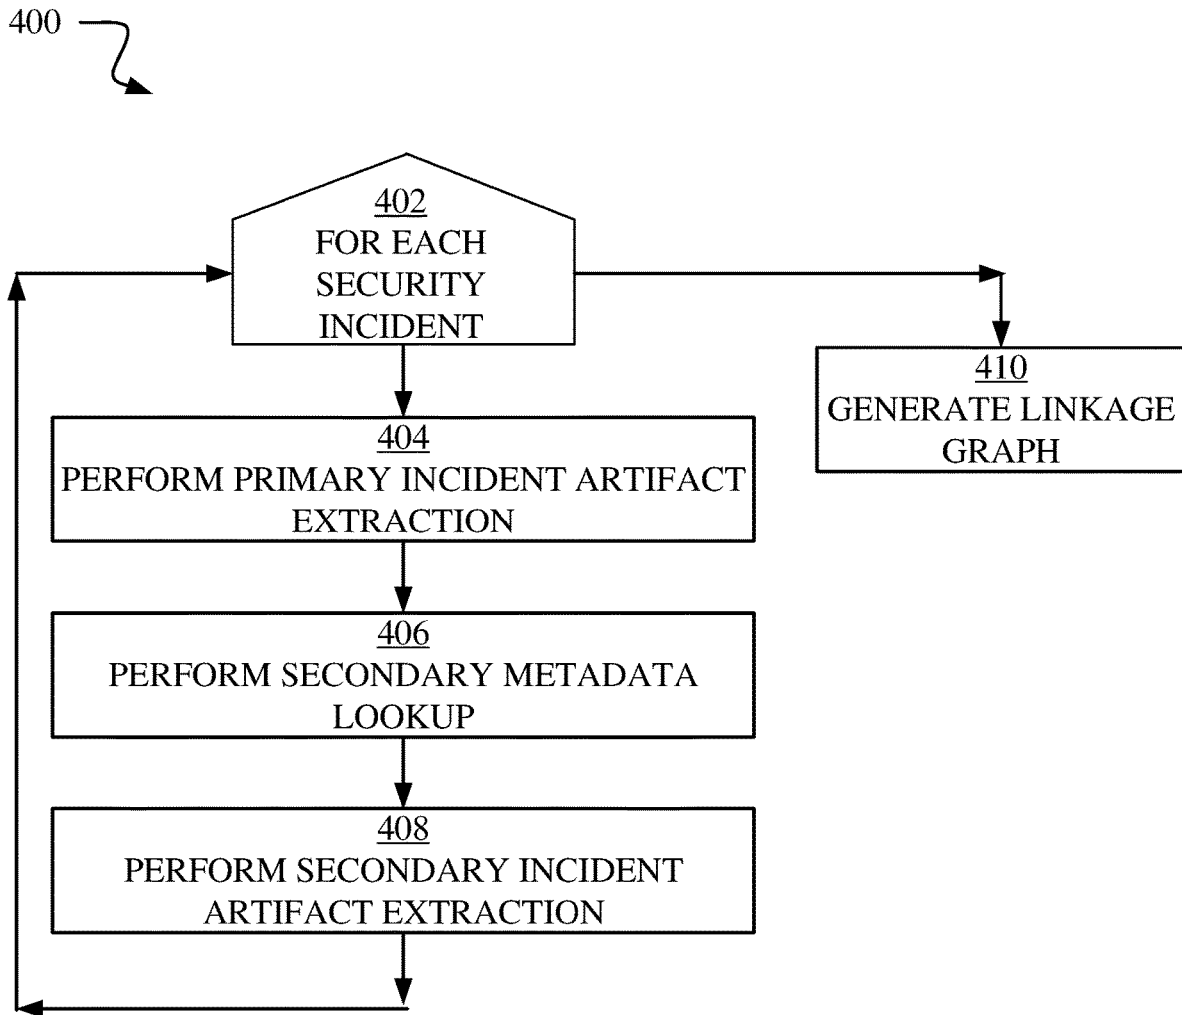 400
402
FOR EACH
SECURITY
INCIDENT
404
PERFORM PRIMARY INCIDENT ARTIFACT
EXTRACTION
406
PERFORM SECONDARY METADATA
LOOKUP
408
PERFORM SECONDARY INCIDENT
ARTIFACT EXTRACTION
410
GENERATE LINKAGE
GRAPH